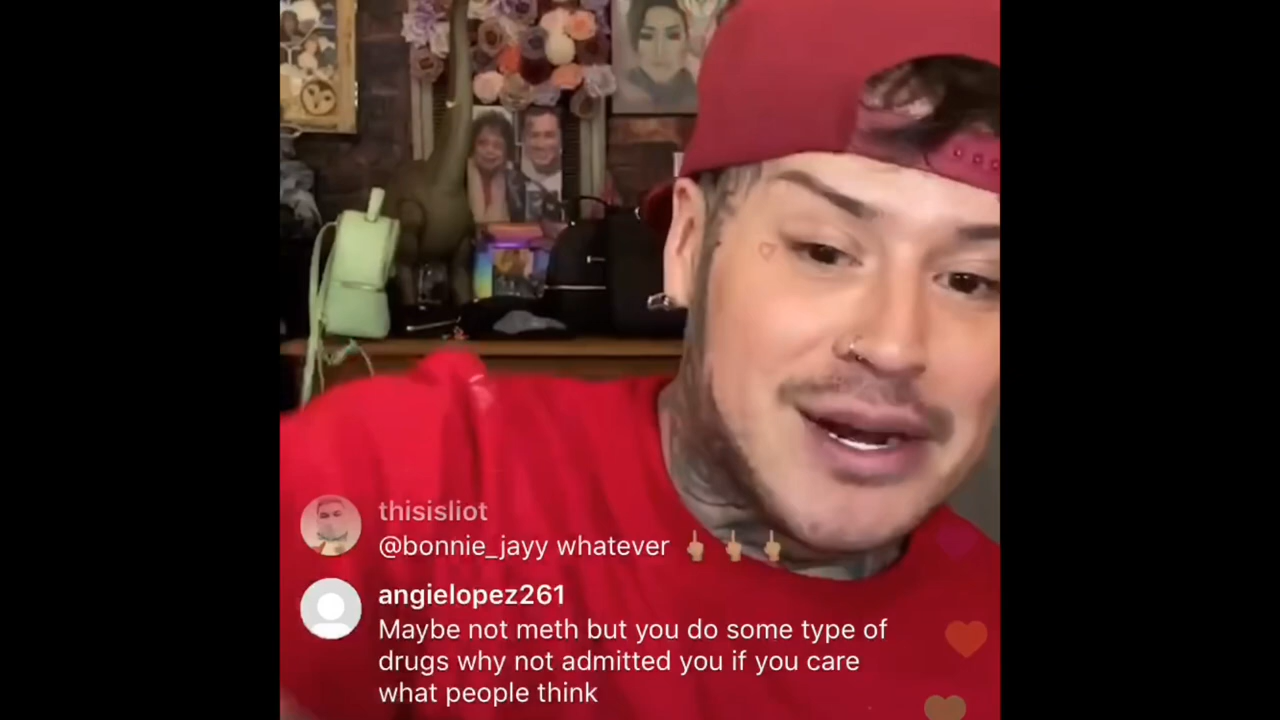 thisisliot
@bonnie_jayy whatever 🖕🏼🖕🏼🖕🏼
angielopez261
Maybe not meth but you do some type of
drugs why not admitted you if you care
what people think